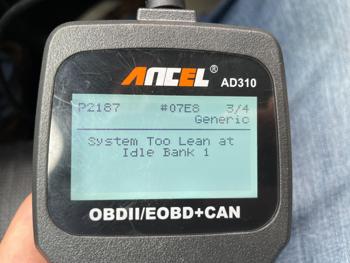 ANCEL® AD310
P2187 #07E8 3/4
Generic
System Too Lean at
Idle Bank 1
OBDII/EOBD+CAN